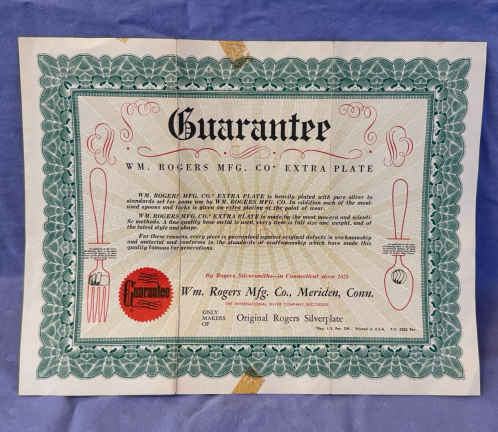 Guarantee
WM. ROGERS MFG. CO* EXTRA PLATE
WM. ROGERS MFG. CO* EXTRA PLATE is heavily plated with pure silver to
standards set for years by WM. ROGERS MFG. CO. In addition each of the most
used spoons and forks is given an extra plating at the point of wear.
WM. ROGERS MFG. CO* EXTRA PLATE is made by the most modern and scientific
methods. A fine quality base metal is used, every item is full size and weight, and of
the latest style and shape.
For these reasons, every piece is guaranteed against original defects in workmanship
and material and conforms to the standards of craftsmanship which have made this
quality famous for generations.
By Rogers Silversmiths—in Connecticut since
Guarantee
Wm. Rogers Mfg. Co., Meriden, Conn.
THE INTERNATIONAL SILVER COMPANY, SUCCESSOR
ONLY
MAKERS
OF
Original Rogers Silverplate
Printed in U.S.A.